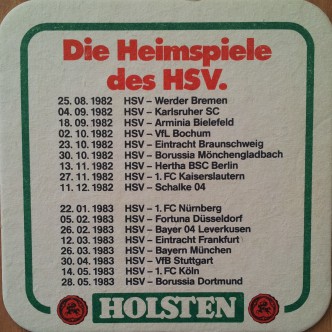 Die Heimspiele
des HSV.
25. 08. 1982 HSV – Werder Bremen
04. 09. 1982 HSV – Karlsruher SC
18. 09. 1982 HSV – Arminia Bielefeld
02. 10. 1982 HSV – VfL Bochum
23. 10. 1982 HSV – Eintracht Braunschweig
30. 10. 1982 HSV – Borussia Mönchengladbach
13. 11. 1982 HSV – Hertha BSC Berlin
27. 11. 1982 HSV – 1. FC Kaiserslautern
11. 12. 1982 HSV – Schalke 04
22. 01. 1983 HSV – 1. FC Nürnberg
05. 02. 1983 HSV – Fortuna Düsseldorf
26. 02. 1983 HSV – Bayer 04 Leverkusen
12. 03. 1983 HSV – Eintracht Frankfurt
26. 03. 1983 HSV – Bayern München
30. 04. 1983 HSV – VfB Stuttgart
14. 05. 1983 HSV – 1. FC Köln
28. 05. 1983 HSV – Borussia Dortmund
HOLSTEN